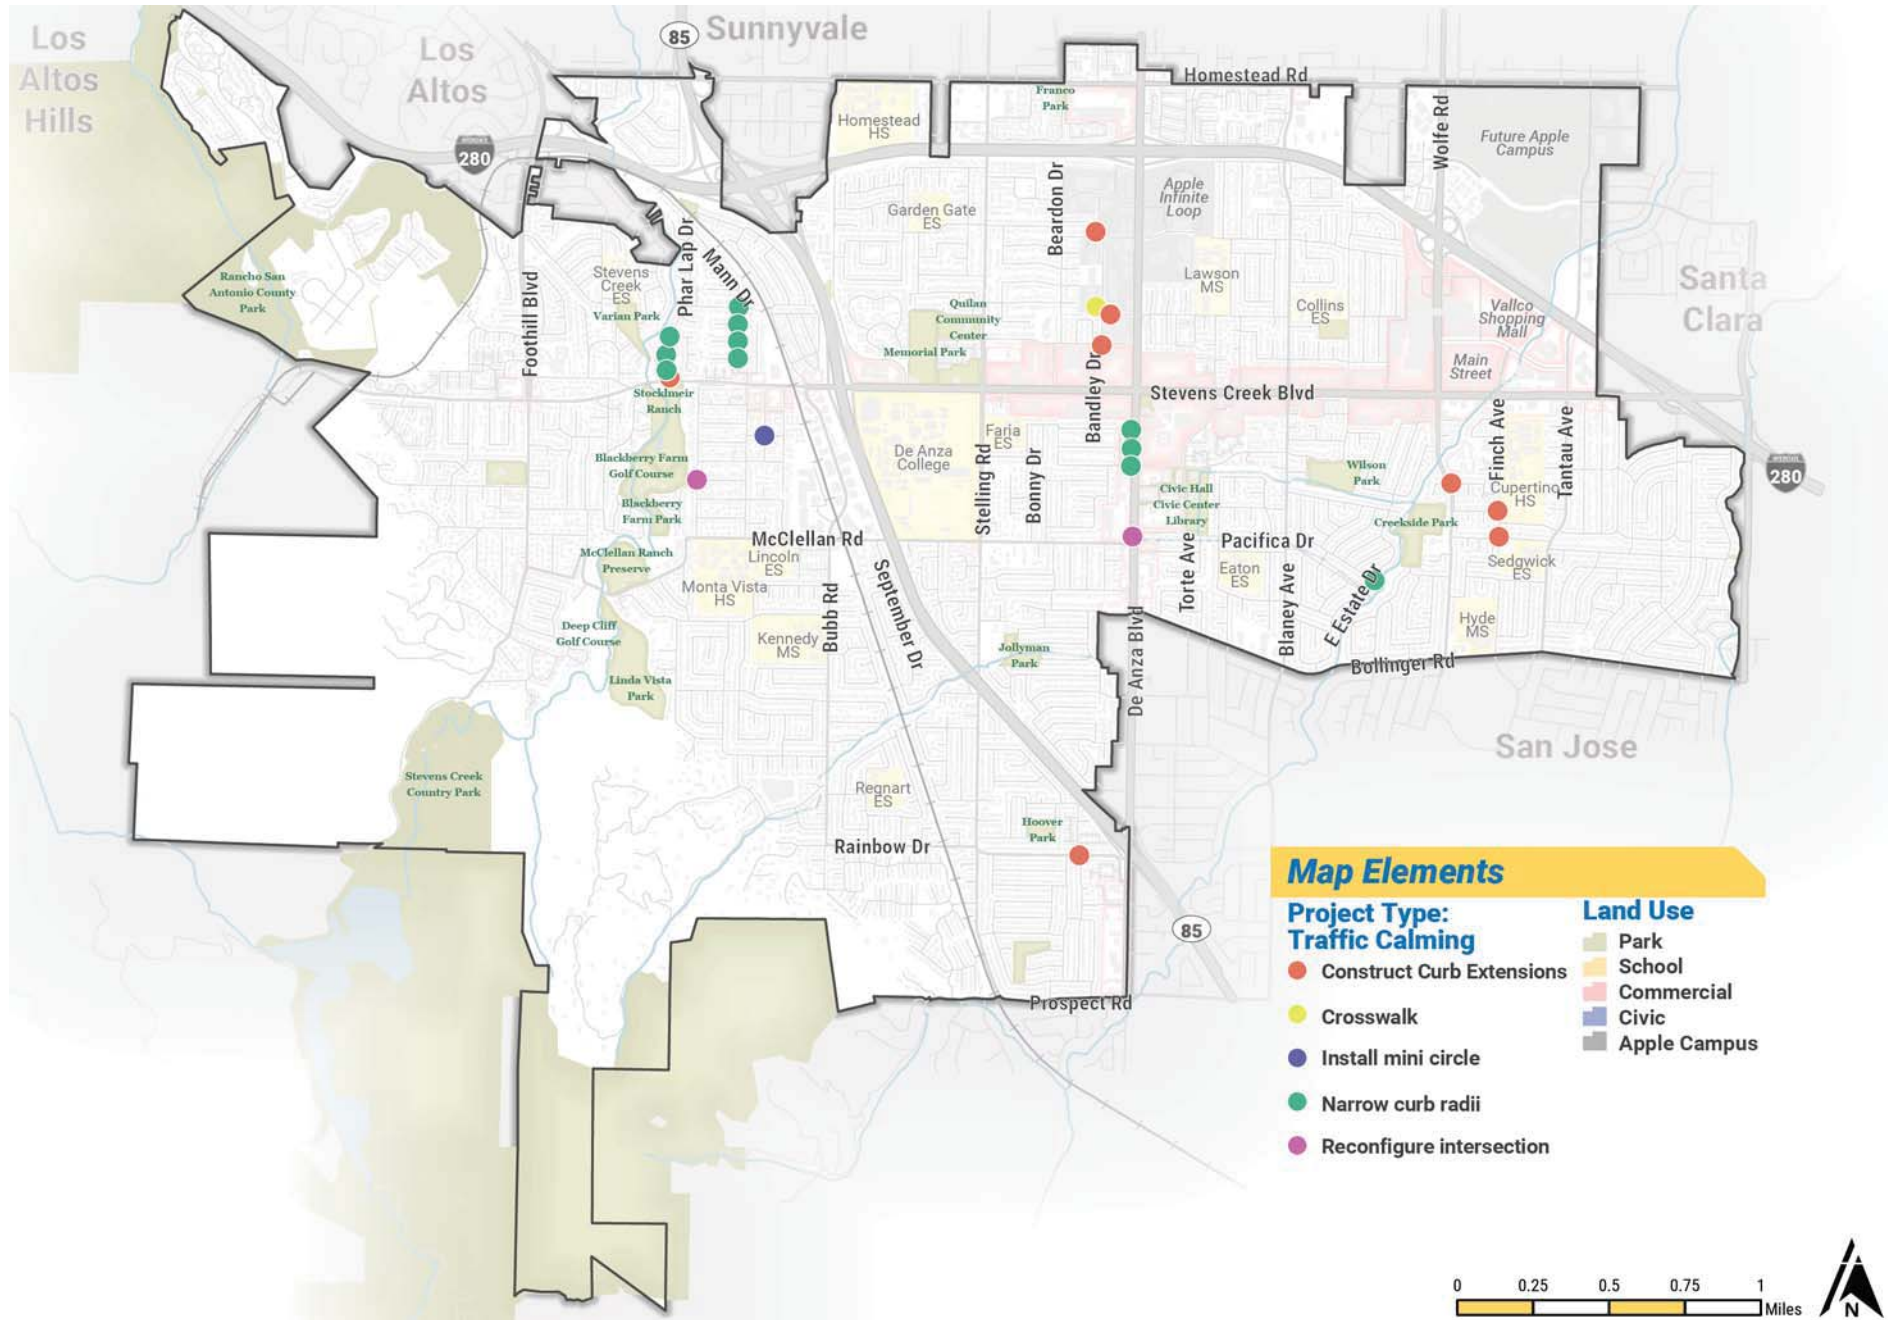 Los
Altos
Hills
Los
Altos
85
Sunnyvale
280
Homestead Rd
Franco
Park
Homestead
HS
Wolfe Rd
Future Apple
Campus
Beardon Dr
Apple
Infinite
Loop
Garden Gate
ES
Phar Lap Dr
Mann Dr
Foothill Blvd
Stevens
Creek
ES
Varian Park
Rancho San
Antonio County
Park
Lawson
MS
Collins
ES
Vallco
Shopping
Mall
Santa
Clara
Quilan
Community
Center
Memorial Park
Main
Street
Bandley Dr
Stevens Creek Blvd
Stocklmeir
Ranch
Faria
ES
De Anza
College
Stelling Rd
Bonny Dr
Finch Ave
Tantau Ave
Blackberry Farm
Golf Course
Blackberry
Farm Park
Wilson
Park
280
Cupertino
HS
Civic Hall
Civic Center
Library
Creekside Park
McClellan Rd
Lincoln
ES
McClellan Ranch
Preserve
Monta Vista
HS
Pacifica Dr
Torte Ave
Eaton
ES
Blaney Ave
E Estate Dr
Sedgwick
ES
Hyde
MS
Bubb Rd
September Dr
Deep Cliff
Golf Course
Kennedy
MS
Jollyman
Park
De Anza Blvd
Bollinger Rd
Linda Vista
Park
San Jose
Stevens Creek
Country Park
Regnart
ES
Hoover
Park
Rainbow Dr
85
Prospect Rd
Map Elements
Project Type:
Traffic Calming
Construct Curb Extensions
Crosswalk
Install mini circle
Narrow curb radii
Reconfigure intersection
Land Use
Park
School
Commercial
Civic
Apple Campus
0 0.25 0.5 0.75 1
Miles
N